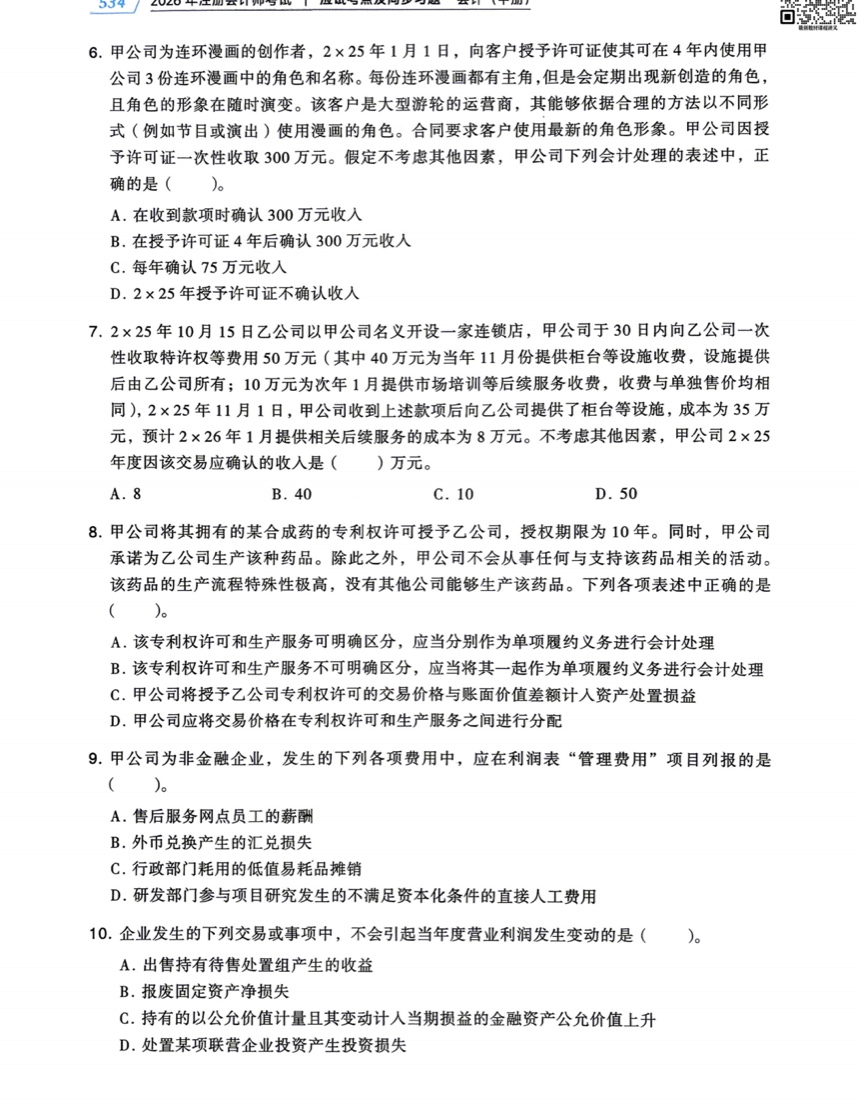 534 2026年注册会计师考试 | 应试考点及同步习题 会计（下册）
6. 甲公司为连环漫画的创作者，2×25年1月1日，向客户授予许可证使其可在4年内使用甲
公司3份连环漫画中的角色和名称。每份连环漫画都有主角，但是会定期出现新创造的角色，
且角色的形象在随时演变。该客户是大型游轮的运营商，其能够依据合理的方法以不同形
式（例如节目或演出）使用漫画的角色。合同要求客户使用最新的角色形象。甲公司因授
予许可证一次性收取300万元。假定不考虑其他因素，甲公司下列会计处理的表述中，正
确的是（　　）。
A. 在收到款项时确认300万元收入
B. 在授予许可证4年后确认300万元收入
C. 每年确认75万元收入
D. 2×25年授予许可证不确认收入
7. 2×25年10月15日乙公司以甲公司名义开设一家连锁店，甲公司于30日内向乙公司一次
性收取特许权等费用50万元（其中40万元为当年11月份提供柜台等设施收费，设施提供
后由乙公司所有；10万元为次年1月提供市场培训等后续服务收费，收费与单独售价均相
同），2×25年11月1日，甲公司收到上述款项后向乙公司提供了柜台等设施，成本为35万
元，预计2×26年1月提供相关后续服务的成本为8万元。不考虑其他因素，甲公司2×25
年度因该交易应确认的收入是（　　）万元。
A. 8 B. 40 C. 10 D. 50
8. 甲公司将其拥有的某合成药的专利权许可授予乙公司，授权期限为10年。同时，甲公司
承诺为乙公司生产该种药品。除此之外，甲公司不会从事任何与支持该药品相关的活动。
该药品的生产流程特殊性极高，没有其他公司能够生产该药品。下列各项表述中正确的是
（　　）。
A. 该专利权许可和生产服务可明确区分，应当分别作为单项履约义务进行会计处理
B. 该专利权许可和生产服务不可明确区分，应当将其一起作为单项履约义务进行会计处理
C. 甲公司将授予乙公司专利权许可的交易价格与账面价值差额计入资产处置损益
D. 甲公司应将交易价格在专利权许可和生产服务之间进行分配
9. 甲公司为非金融企业，发生的下列各项费用中，应在利润表“管理费用”项目列报的是
（　　）。
A. 售后服务网点员工的薪酬
B. 外币兑换产生的汇兑损失
C. 行政部门耗用的低值易耗品摊销
D. 研发部门参与项目研究发生的不满足资本化条件的直接人工费用
10. 企业发生的下列交易或事项中，不会引起当年度营业利润发生变动的是（　　）。
A. 出售持有待售处置组产生的收益
B. 报废固定资产净损失
C. 持有的以公允价值计量且其变动计入当期损益的金融资产公允价值上升
D. 处置某项联营企业投资产生投资损失